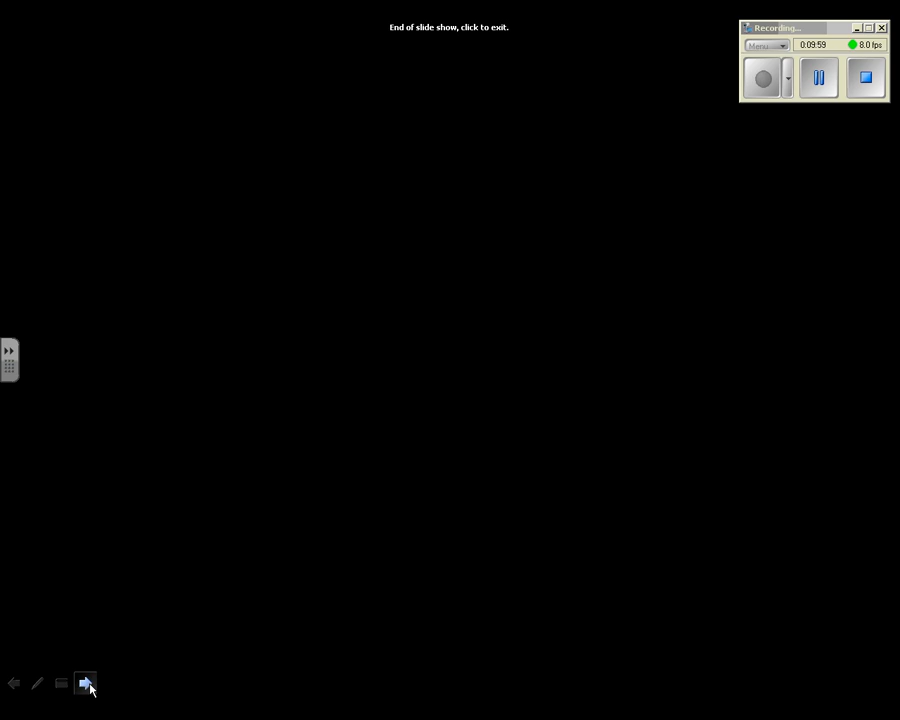 End of slide show, click to exit.
Recording...
Menu
0:09:59
8.0 fps